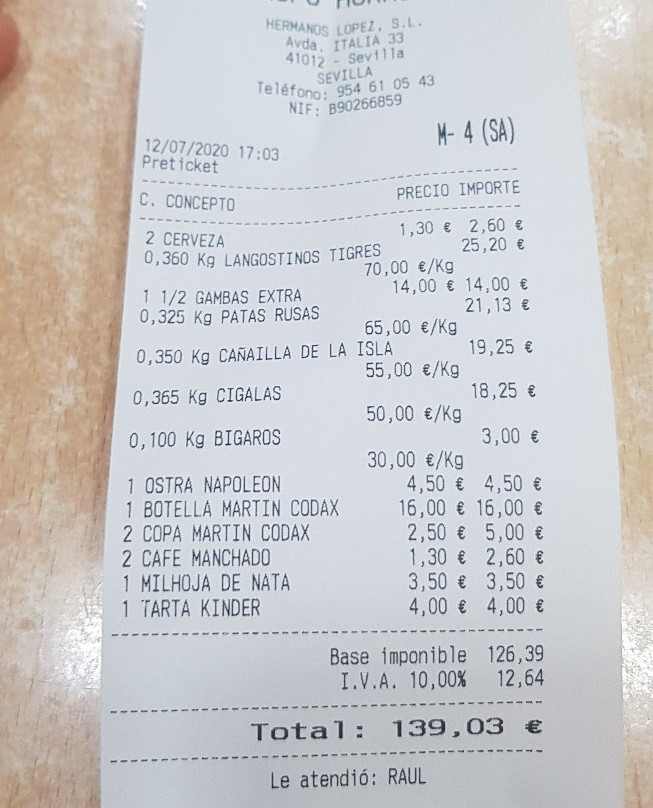 HERMANOS LOPEZ, S.L.
Avda. ITALIA 33
41012 - Sevilla
SEVILLA
Teléfono: 954 61 05 43
NIF: B90266859
M- 4 (SA)
12/07/2020 17:03
Preticket
C. CONCEPTO PRECIO IMPORTE
2 CERVEZA 1,30 € 2,60 €
0,360 Kg LANGOSTINOS TIGRES 25,20 €
70,00 €/Kg
1 1/2 GAMBAS EXTRA 14,00 € 14,00 €
0,325 Kg PATAS RUSAS 21,13 €
65,00 €/Kg
0,350 Kg CAÑAILLA DE LA ISLA 19,25 €
55,00 €/Kg
0,365 Kg CIGALAS 18,25 €
50,00 €/Kg
0,100 Kg BIGAROS 3,00 €
30,00 €/Kg
1 OSTRA NAPOLEON 4,50 € 4,50 €
1 BOTELLA MARTIN CODAX 16,00 € 16,00 €
2 COPA MARTIN CODAX 2,50 € 5,00 €
2 CAFE MANCHADO 1,30 € 2,60 €
1 MILHOJA DE NATA 3,50 € 3,50 €
1 TARTA KINDER 4,00 € 4,00 €
Base imponible 126,39
I.V.A. 10,00% 12,64
Total: 139,03 €
Le atendió: RAUL